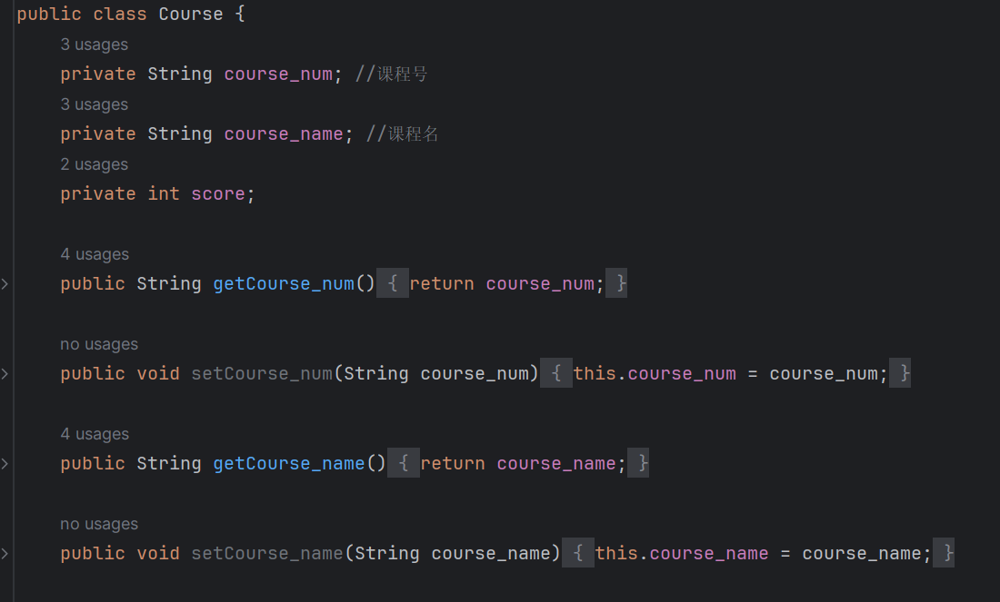 public class Course {
3 usages
private String course_num; //课程号
3 usages
private String course_name; //课程名
2 usages
private int score;
4 usages
public String getCourse_num() { return course_num; }
no usages
public void setCourse_num(String course_num) { this.course_num = course_num; }
4 usages
public String getCourse_name() { return course_name; }
no usages
public void setCourse_name(String course_name) { this.course_name = course_name; }